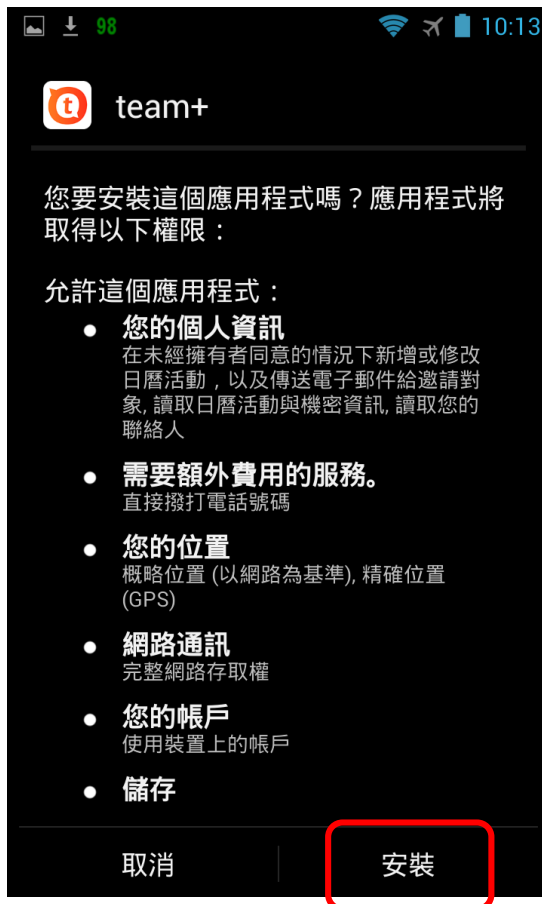 98 10:13
team+
您要安裝這個應用程式嗎？應用程式將
取得以下權限：
允許這個應用程式：
● 您的個人資訊
在未經擁有者同意的情況下新增或修改
日曆活動，以及傳送電子郵件給邀請對
象, 讀取日曆活動與機密資訊, 讀取您的
聯絡人
● 需要額外費用的服務。
直接撥打電話號碼
● 您的位置
概略位置 (以網路為基準), 精確位置
(GPS)
● 網路通訊
完整網路存取權
● 您的帳戶
使用裝置上的帳戶
● 儲存
取消 安裝